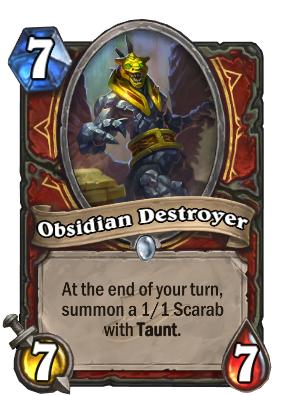 7
Obsidian Destroyer
At the end of your turn,
summon a 1/1 Scarab
with Taunt.
7
7